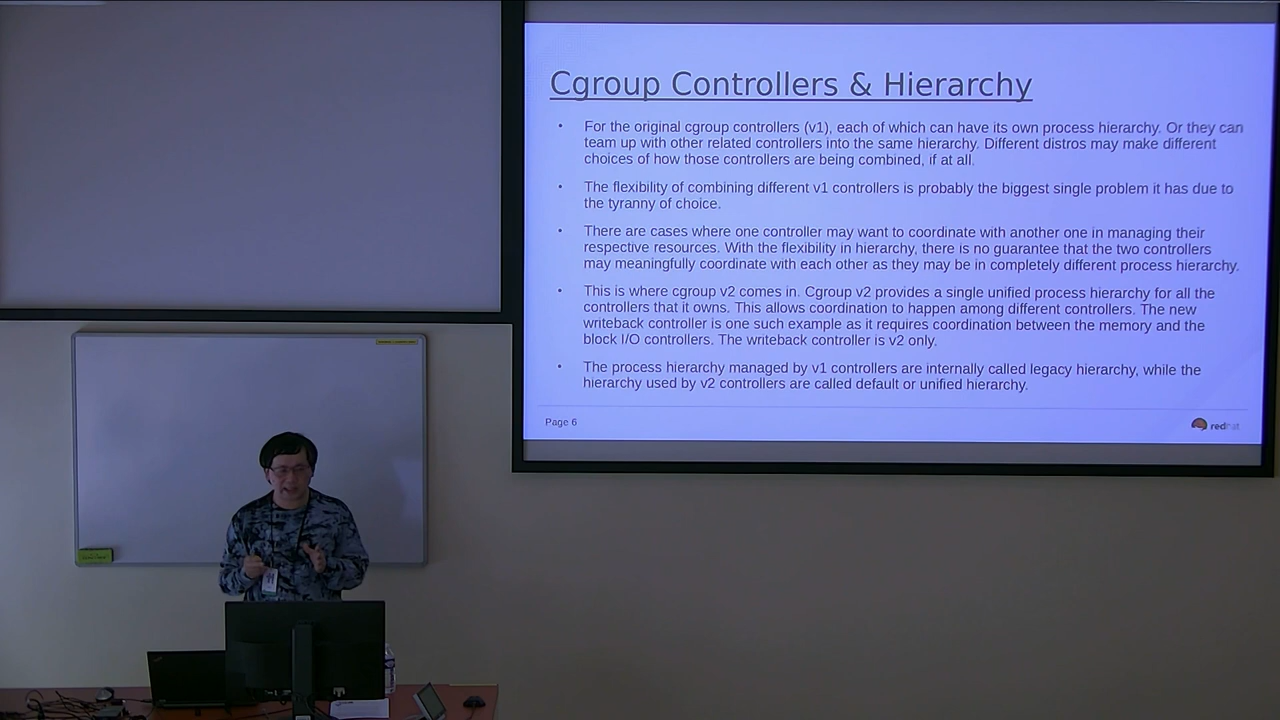 Cgroup Controllers & Hierarchy
• For the original cgroup controllers (v1), each of which can have its own process hierarchy. Or they can
team up with other related controllers into the same hierarchy. Different distros may make different
choices of how those controllers are being combined, if at all.
• The flexibility of combining different v1 controllers is probably the biggest single problem it has due to
the tyranny of choice.
• There are cases where one controller may want to coordinate with another one in managing their
respective resources. With the flexibility in hierarchy, there is no guarantee that the two controllers
may meaningfully coordinate with each other as they may be in completely different process hierarchy.
• This is where cgroup v2 comes in. Cgroup v2 provides a single unified process hierarchy for all the
controllers that it owns. This allows coordination to happen among different controllers. The new
writeback controller is one such example as it requires coordination between the memory and the
block I/O controllers. The writeback controller is v2 only.
• The process hierarchy managed by v1 controllers are internally called legacy hierarchy, while the
hierarchy used by v2 controllers are called default or unified hierarchy.
Page 6
redhat